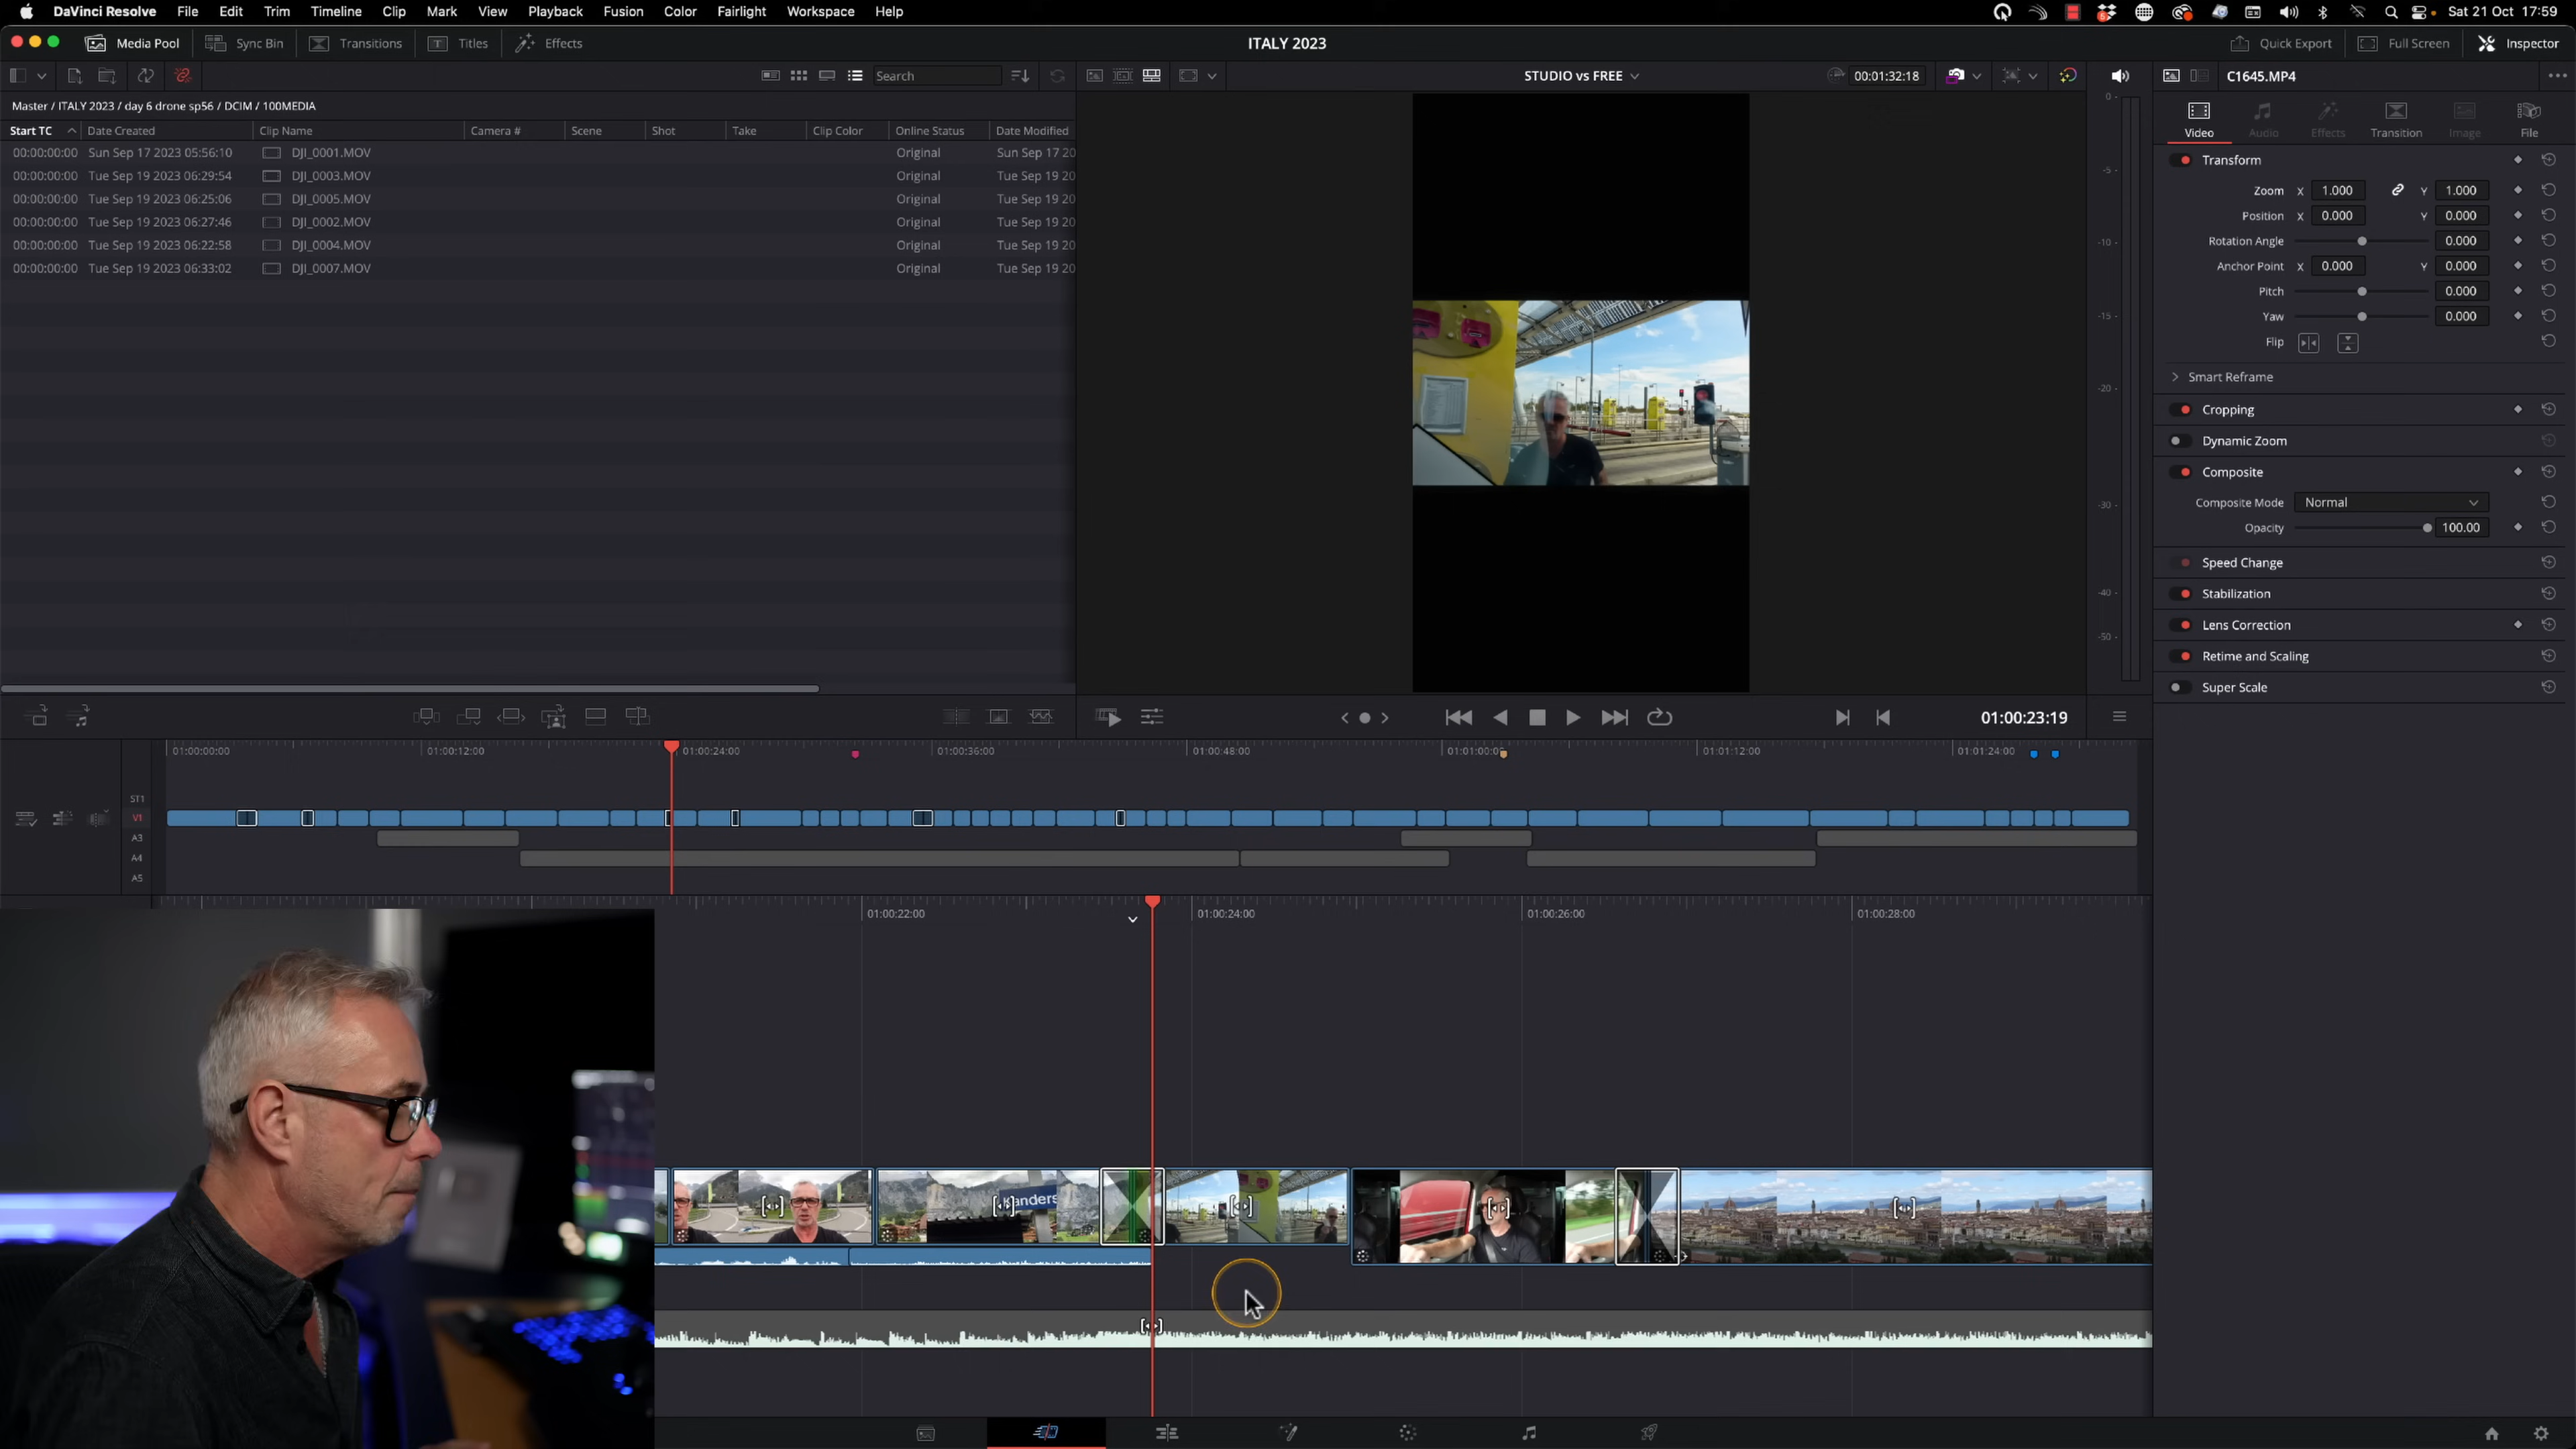 DaVinci Resolve File Edit Trim Timeline Clip Mark View Playback Fusion Color Fairlight Workspace Help Sat 21 Oct 17:59
Media Pool Sync Bin Transitions Titles Effects ITALY 2023 Quick Export Full Screen Inspector
Search STUDIO vs FREE 00:01:32:18 C1645.MP4
Master / ITALY 2023 / day 6 drone sp56 / DCIM / 100MEDIA
Start TC Date Created Clip Name Camera # Scene Shot Take Clip Color Online Status Date Modified
00:00:00:00 Sun Sep 17 2023 05:56:10 DJI_0001.MOV Original Sun Sep 17 20
00:00:00:00 Tue Sep 19 2023 06:29:54 DJI_0003.MOV Original Tue Sep 19 20
00:00:00:00 Tue Sep 19 2023 06:25:06 DJI_0005.MOV Original Tue Sep 19 20
00:00:00:00 Tue Sep 19 2023 06:27:46 DJI_0002.MOV Original Tue Sep 19 20
00:00:00:00 Tue Sep 19 2023 06:22:58 DJI_0004.MOV Original Tue Sep 19 20
00:00:00:00 Tue Sep 19 2023 06:33:02 DJI_0007.MOV Original Tue Sep 19 20
0
-5
-10
-15
-20
-30
-40
-50
Video Audio Effects Transition Image File
Transform
Zoom X 1.000 Y 1.000
Position X 0.000 Y 0.000
Rotation Angle 0.000
Anchor Point X 0.000 Y 0.000
Pitch 0.000
Yaw 0.000
Flip
Smart Reframe
Cropping
Dynamic Zoom
Composite
Composite Mode Normal
Opacity 100.00
Speed Change
Stabilization
Lens Correction
Retime and Scaling
Super Scale
01:00:23:19
01:00:00:00 01:00:12:00 01:00:24:00 01:00:36:00 01:00:48:00 01:01:00:0 01:01:12:00 01:01:24:00
ST1
V1
A3
A4
A5
01:00:22:00 01:00:24:00 01:00:26:00 01:00:28:00
anders